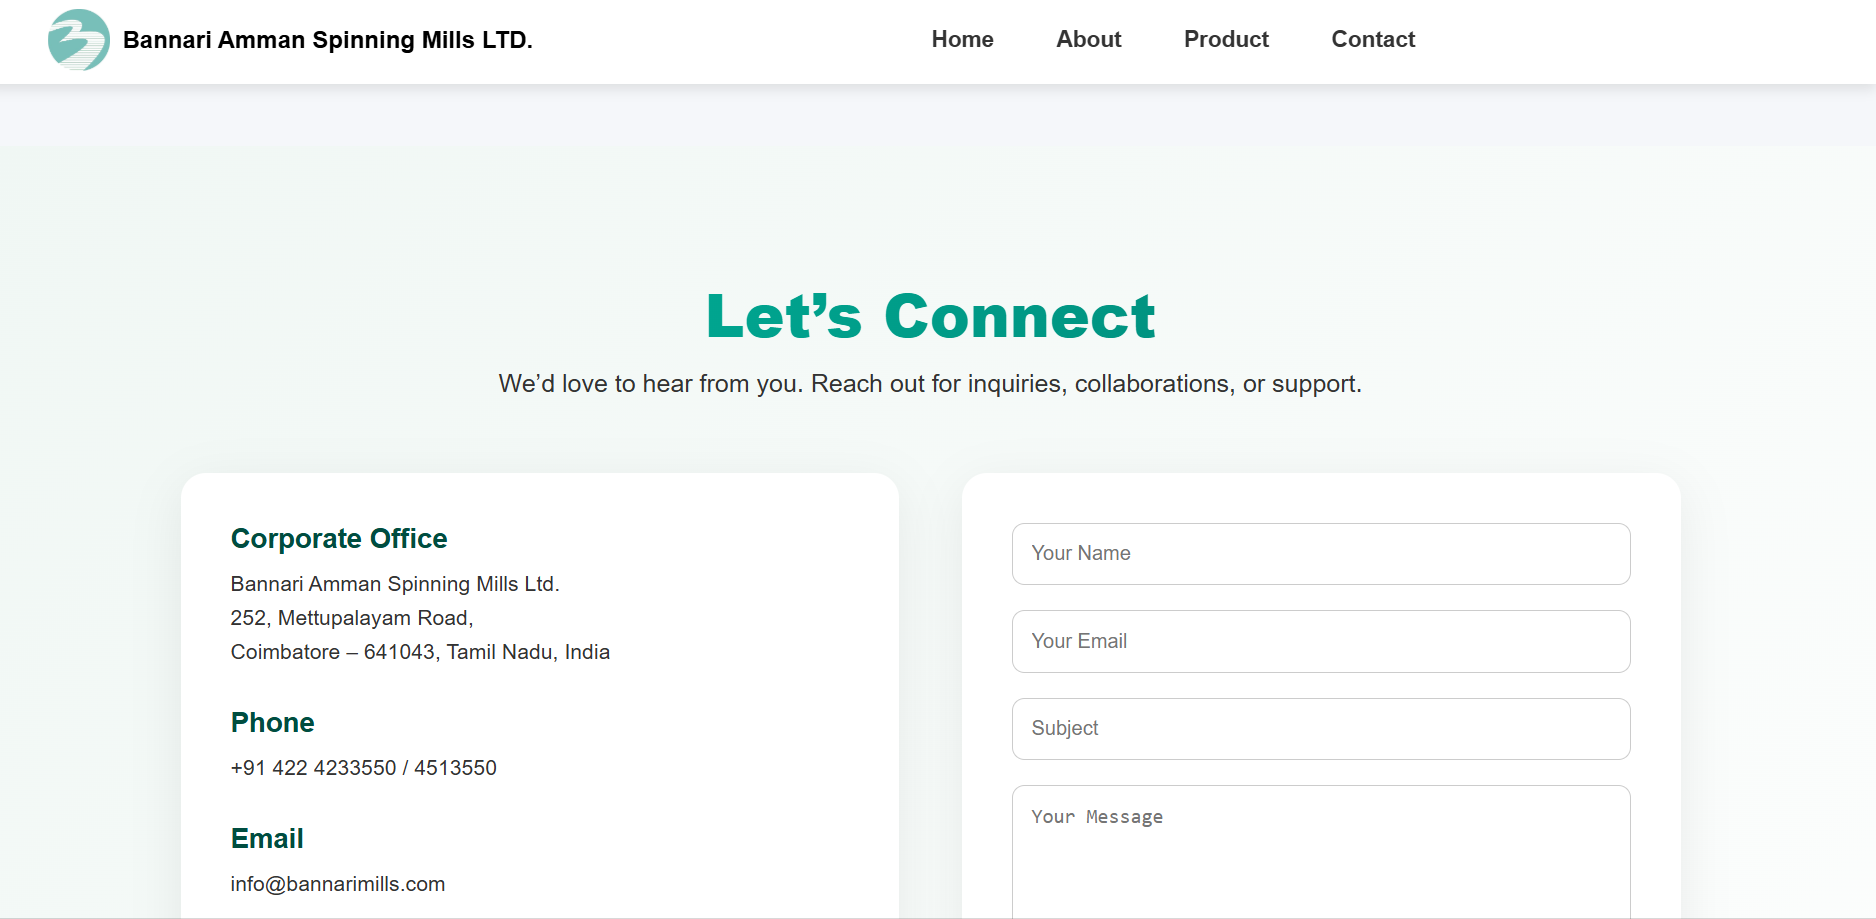 Bannari Amman Spinning Mills LTD.
Home
About
Product
Contact
Let’s Connect
We’d love to hear from you. Reach out for inquiries, collaborations, or support.
Corporate Office
Bannari Amman Spinning Mills Ltd.
252, Mettupalayam Road,
Coimbatore – 641043, Tamil Nadu, India
Phone
+91 422 4233550 / 4513550
Email
info@bannarimills.com
Your Name
Your Email
Subject
Your Message